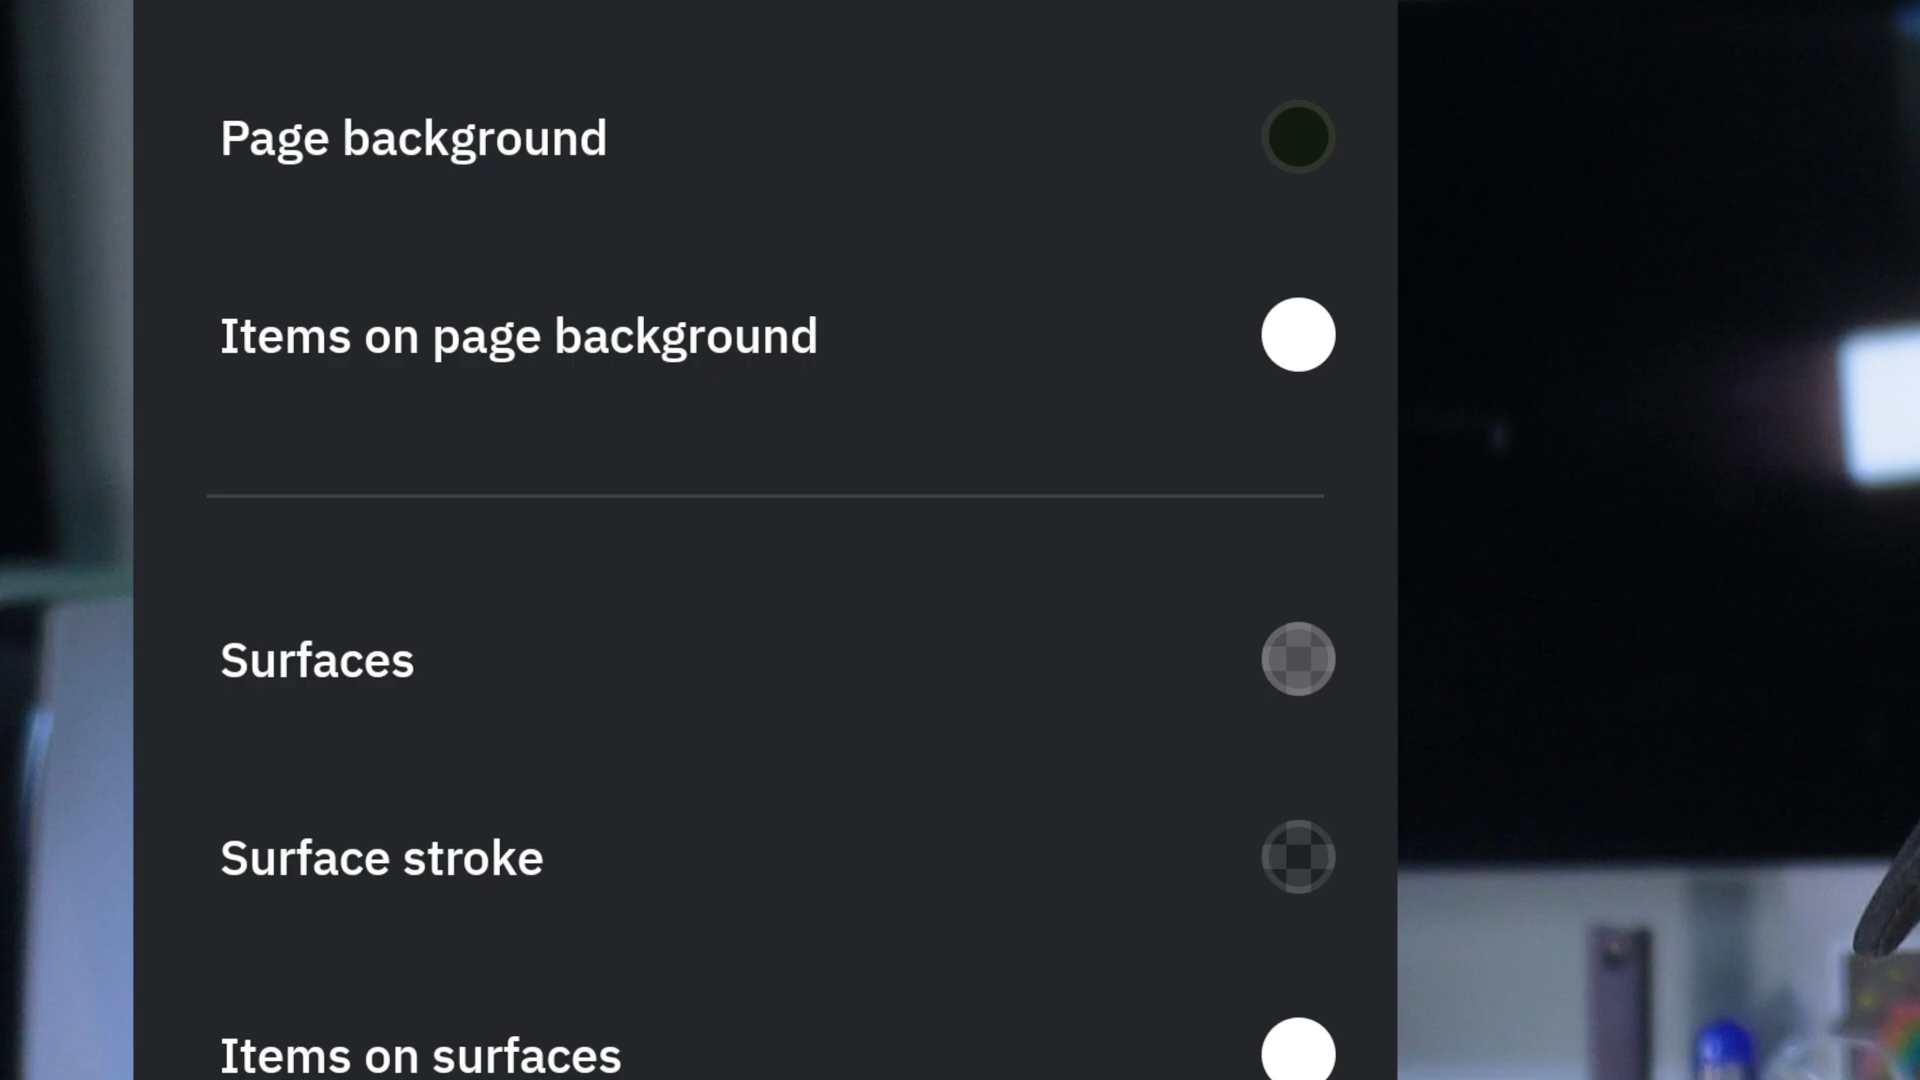 Page background
Items on page background
Surfaces
Surface stroke
Items on surfaces